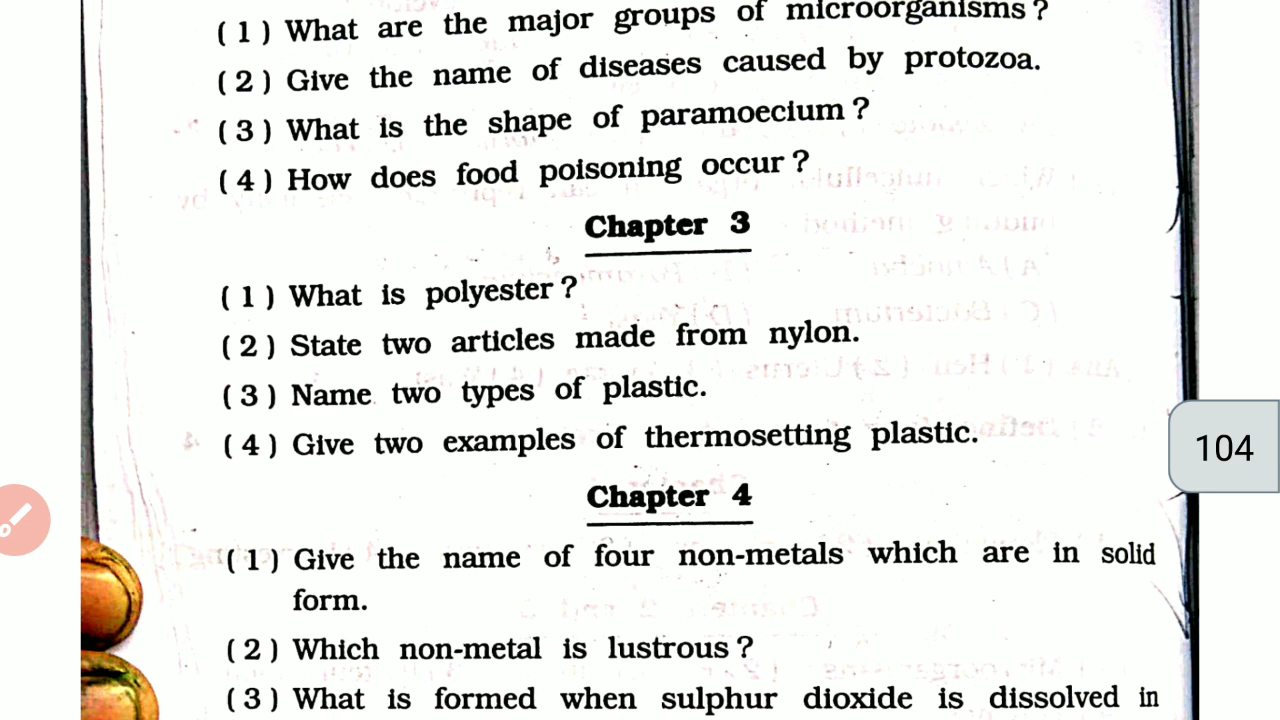 ( 1 ) What are the major groups of microorganisms ?
( 2 ) Give the name of diseases caused by protozoa.
( 3 ) What is the shape of paramoecium ?
( 4 ) How does food poisoning occur ?
Chapter 3
( 1 ) What is polyester ?
( 2 ) State two articles made from nylon.
( 3 ) Name two types of plastic.
( 4 ) Give two examples of thermosetting plastic.
104
Chapter 4
( 1 ) Give the name of four non-metals which are in solid
form.
( 2 ) Which non-metal is lustrous ?
( 3 ) What is formed when sulphur dioxide is dissolved in